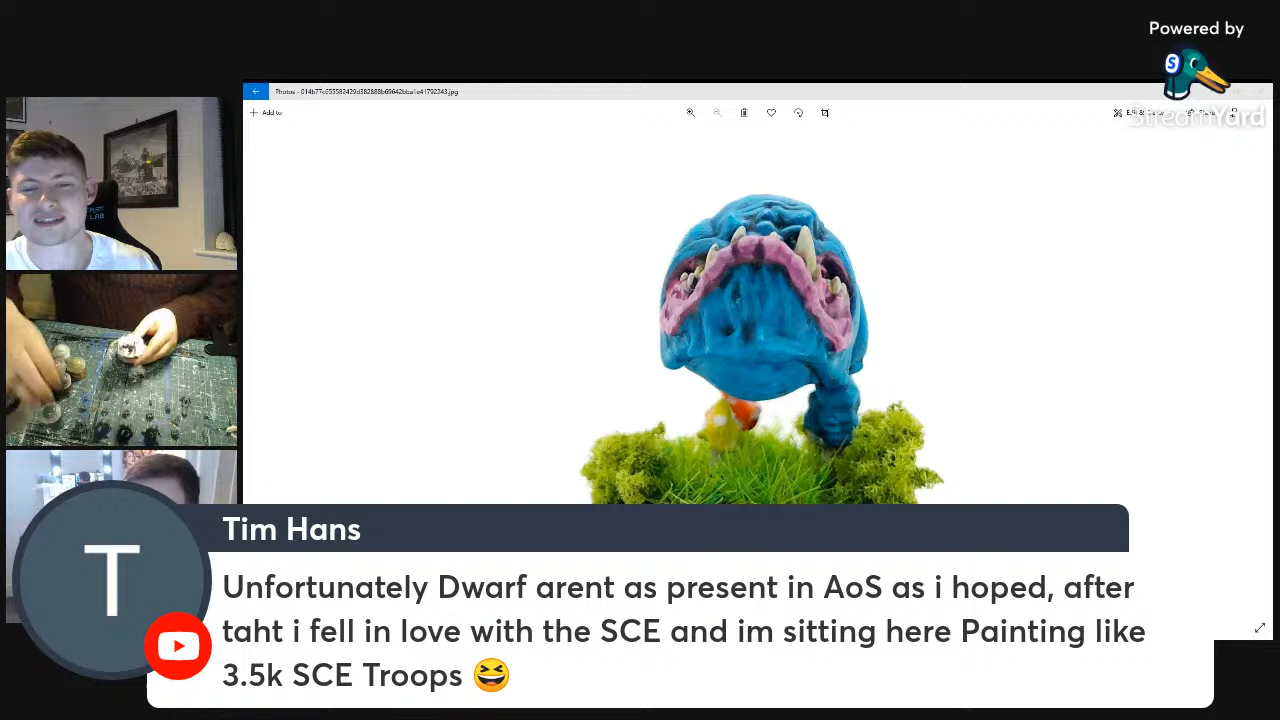 Powered by
StreamYard
Add to
Tim Hans
Unfortunately Dwarf arent as present in AoS as i hoped, after
taht i fell in love with the SCE and im sitting here Painting like
3.5k SCE Troops 😆
T